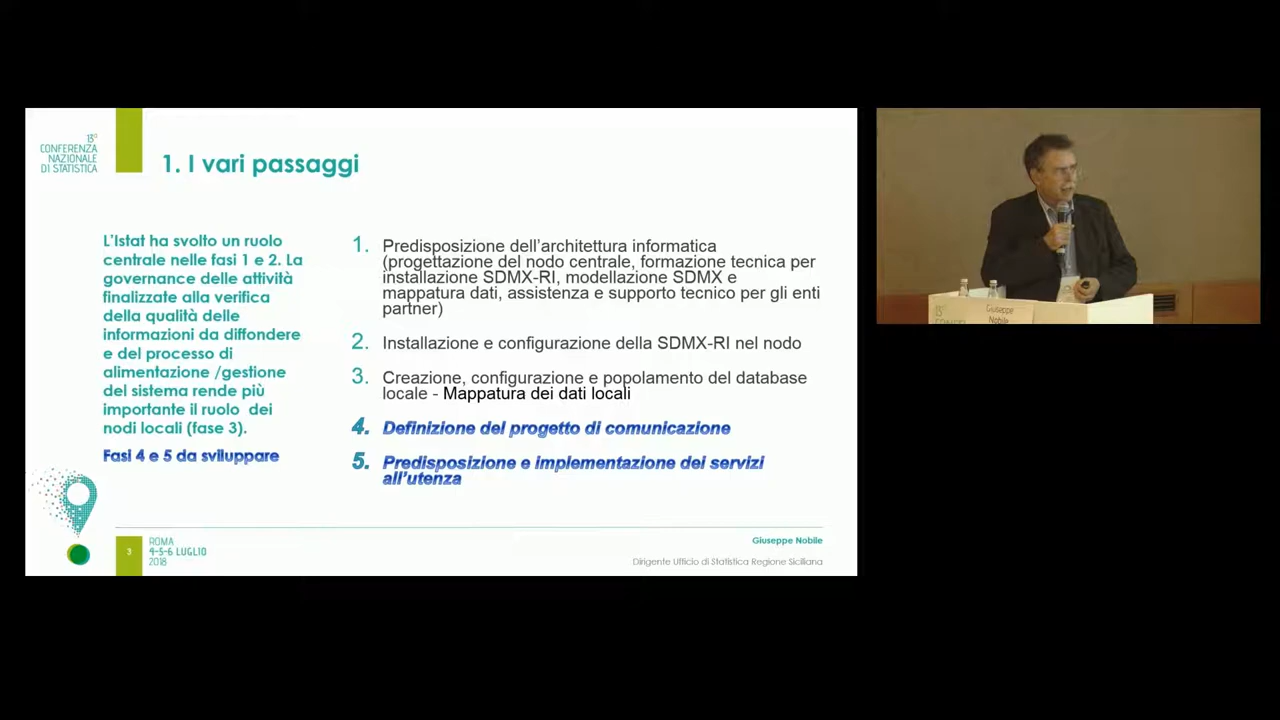 13°
CONFERENZA
NAZIONALE
DI STATISTICA
1. I vari passaggi
L'Istat ha svolto un ruolo
centrale nelle fasi 1 e 2. La
governance delle attività
finalizzate alla verifica
della qualità delle
informazioni da diffondere
e del processo di
alimentazione /gestione
del sistema rende più
importante il ruolo dei
nodi locali (fase 3).
Fasi 4 e 5 da sviluppare
1. Predisposizione dell'architettura informatica
(progettazione del nodo centrale, formazione tecnica per
installazione SDMX-RI, modellazione SDMX e
mappatura dati, assistenza e supporto tecnico per gli enti
partner)
2. Installazione e configurazione della SDMX-RI nel nodo
3. Creazione, configurazione e popolamento del database
locale - Mappatura dei dati locali
4. Definizione del progetto di comunicazione
5. Predisposizione e implementazione dei servizi
all'utenza
3
ROMA
4-5-6 LUGLIO
2018
Giuseppe Nobile
Dirigente Ufficio di Statistica Regione Siciliana
Giuseppe
Nobile